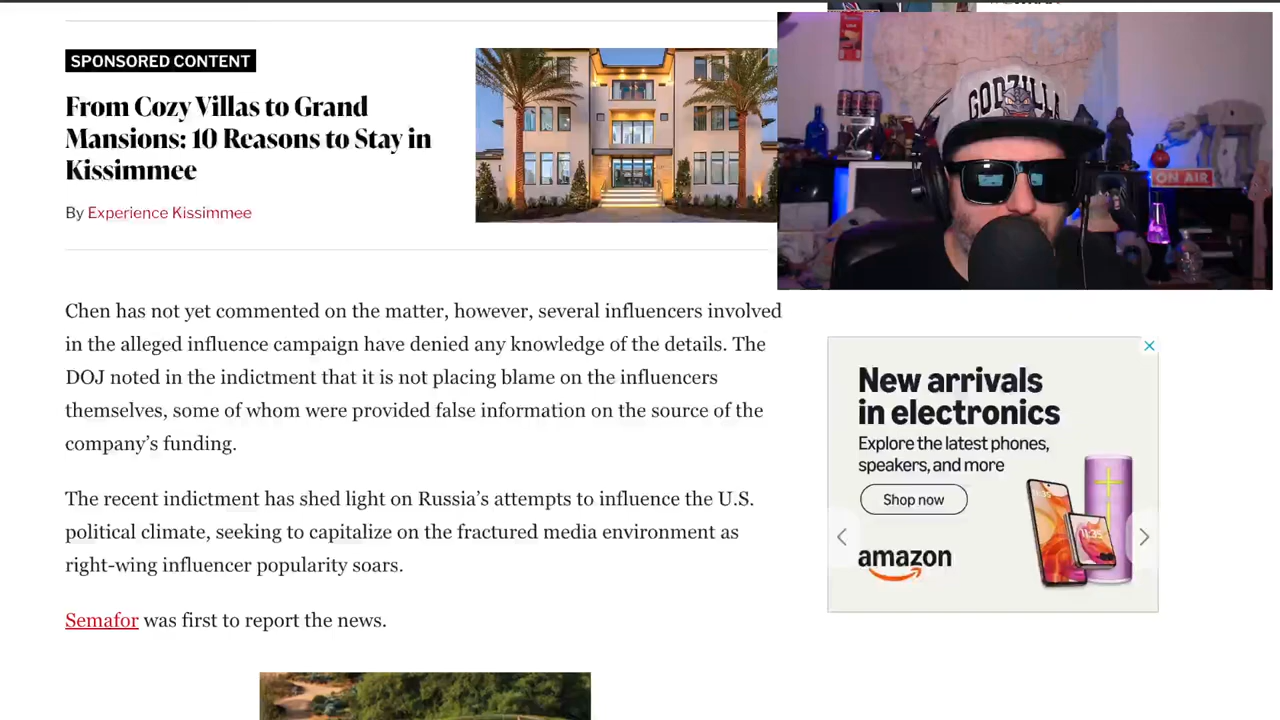 SPONSORED CONTENT
From Cozy Villas to Grand
Mansions: 10 Reasons to Stay in
Kissimmee
By Experience Kissimmee
GODZILLA
ON AIR
Chen has not yet commented on the matter, however, several influencers involved
in the alleged influence campaign have denied any knowledge of the details. The
DOJ noted in the indictment that it is not placing blame on the influencers
themselves, some of whom were provided false information on the source of the
company’s funding.
The recent indictment has shed light on Russia’s attempts to influence the U.S.
political climate, seeking to capitalize on the fractured media environment as
right-wing influencer popularity soars.
Semafor was first to report the news.
New arrivals
in electronics
Explore the latest phones,
speakers, and more
Shop now
amazon